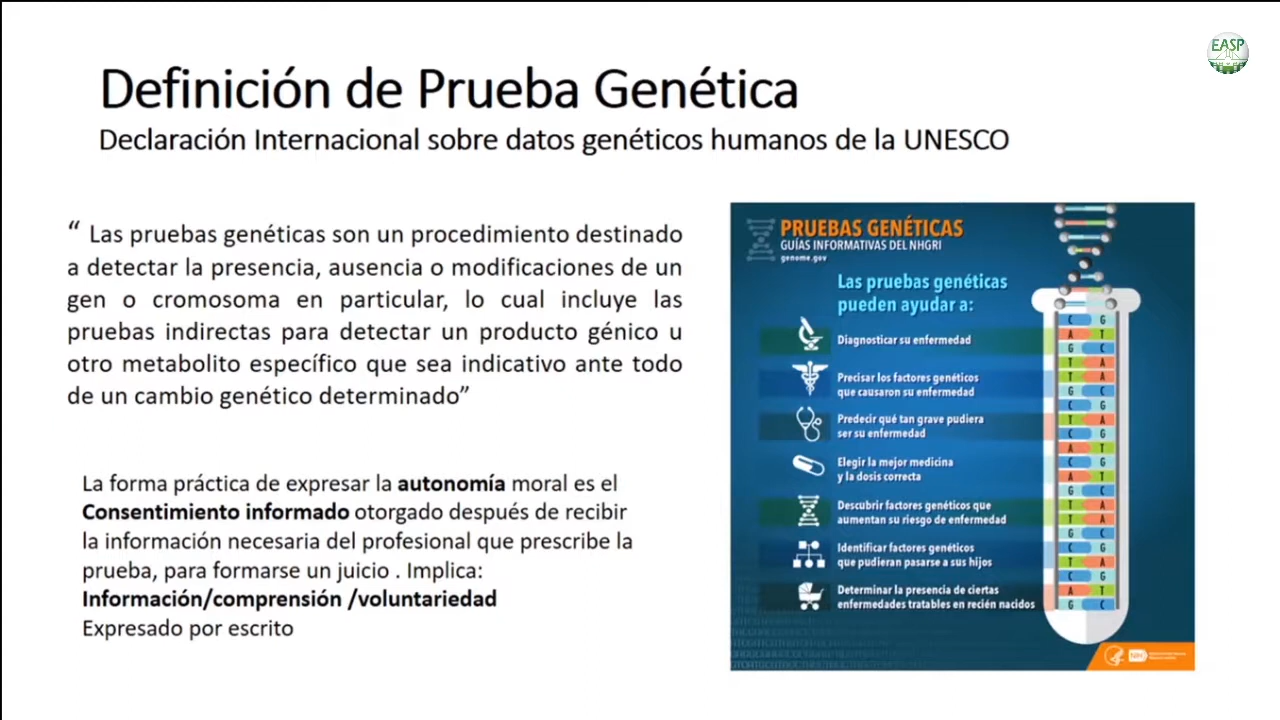 EASP
Definición de Prueba Genética
Declaración Internacional sobre datos genéticos humanos de la UNESCO
“ Las pruebas genéticas son un procedimiento destinado
a detectar la presencia, ausencia o modificaciones de un
gen o cromosoma en particular, lo cual incluye las
pruebas indirectas para detectar un producto génico u
otro metabolito específico que sea indicativo ante todo
de un cambio genético determinado”
La forma práctica de expresar la autonomía moral es el
Consentimiento informado otorgado después de recibir
la información necesaria del profesional que prescribe la
prueba, para formarse un juicio . Implica:
Información/comprensión /voluntariedad
Expresado por escrito
PRUEBAS GENÉTICAS
GUÍAS INFORMATIVAS DEL NHGRI
genome.gov
Las pruebas genéticas
pueden ayudar a:
Diagnosticar su enfermedad
Precisar los factores genéticos
que causaron su enfermedad
Predecir qué tan grave pudiera
ser su enfermedad
Elegir la mejor medicina
y la dosis correcta
Descubrir factores genéticos que
aumentan su riesgo de enfermedad
Identificar factores genéticos
que pudieran pasarse a sus hijos
Determinar la presencia de ciertas
enfermedades tratables en recién nacidos
C G
A T
G C
T A
T A
G C
C G
T A
C G
A T
C G
A T
G C
T A
T A
G C
C G
T A
C G
A T
G C
NIH